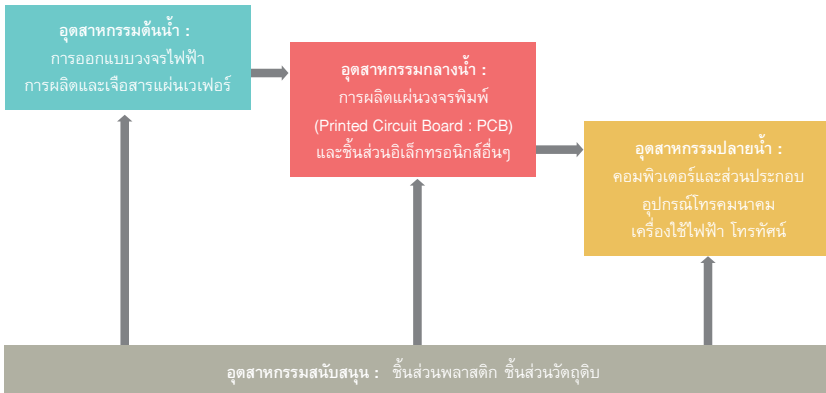 อุตสาหกรรมต้นน้ำ :
การออกแบบวงจรไฟฟ้า
การผลิตและเจือสารแผ่นเวเฟอร์
อุตสาหกรรมกลางน้ำ :
การผลิตแผ่นวงจรพิมพ์
(Printed Circuit Board : PCB)
และชิ้นส่วนอิเล็กทรอนิกส์อื่นๆ
อุตสาหกรรมปลายน้ำ :
คอมพิวเตอร์และส่วนประกอบ
อุปกรณ์โทรคมนาคม
เครื่องใช้ไฟฟ้า โทรทัศน์
อุตสาหกรรมสนับสนุน : ชิ้นส่วนพลาสติก ชิ้นส่วนวัตถุดิบ